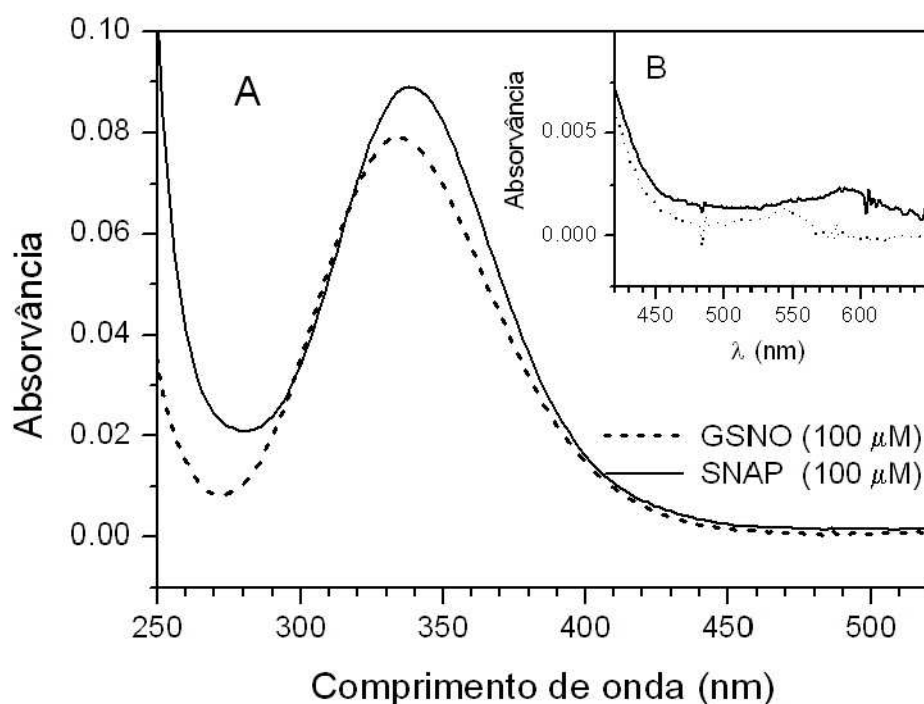 0.10
0.08
0.06
0.04
0.02
0.00
Absorvância
A
B
Absorvância
0.005
0.000
450 500 550 600
λ (nm)
GSNO (100 μM)
SNAP (100 μM)
250 300 350 400 450 500
Comprimento de onda (nm)